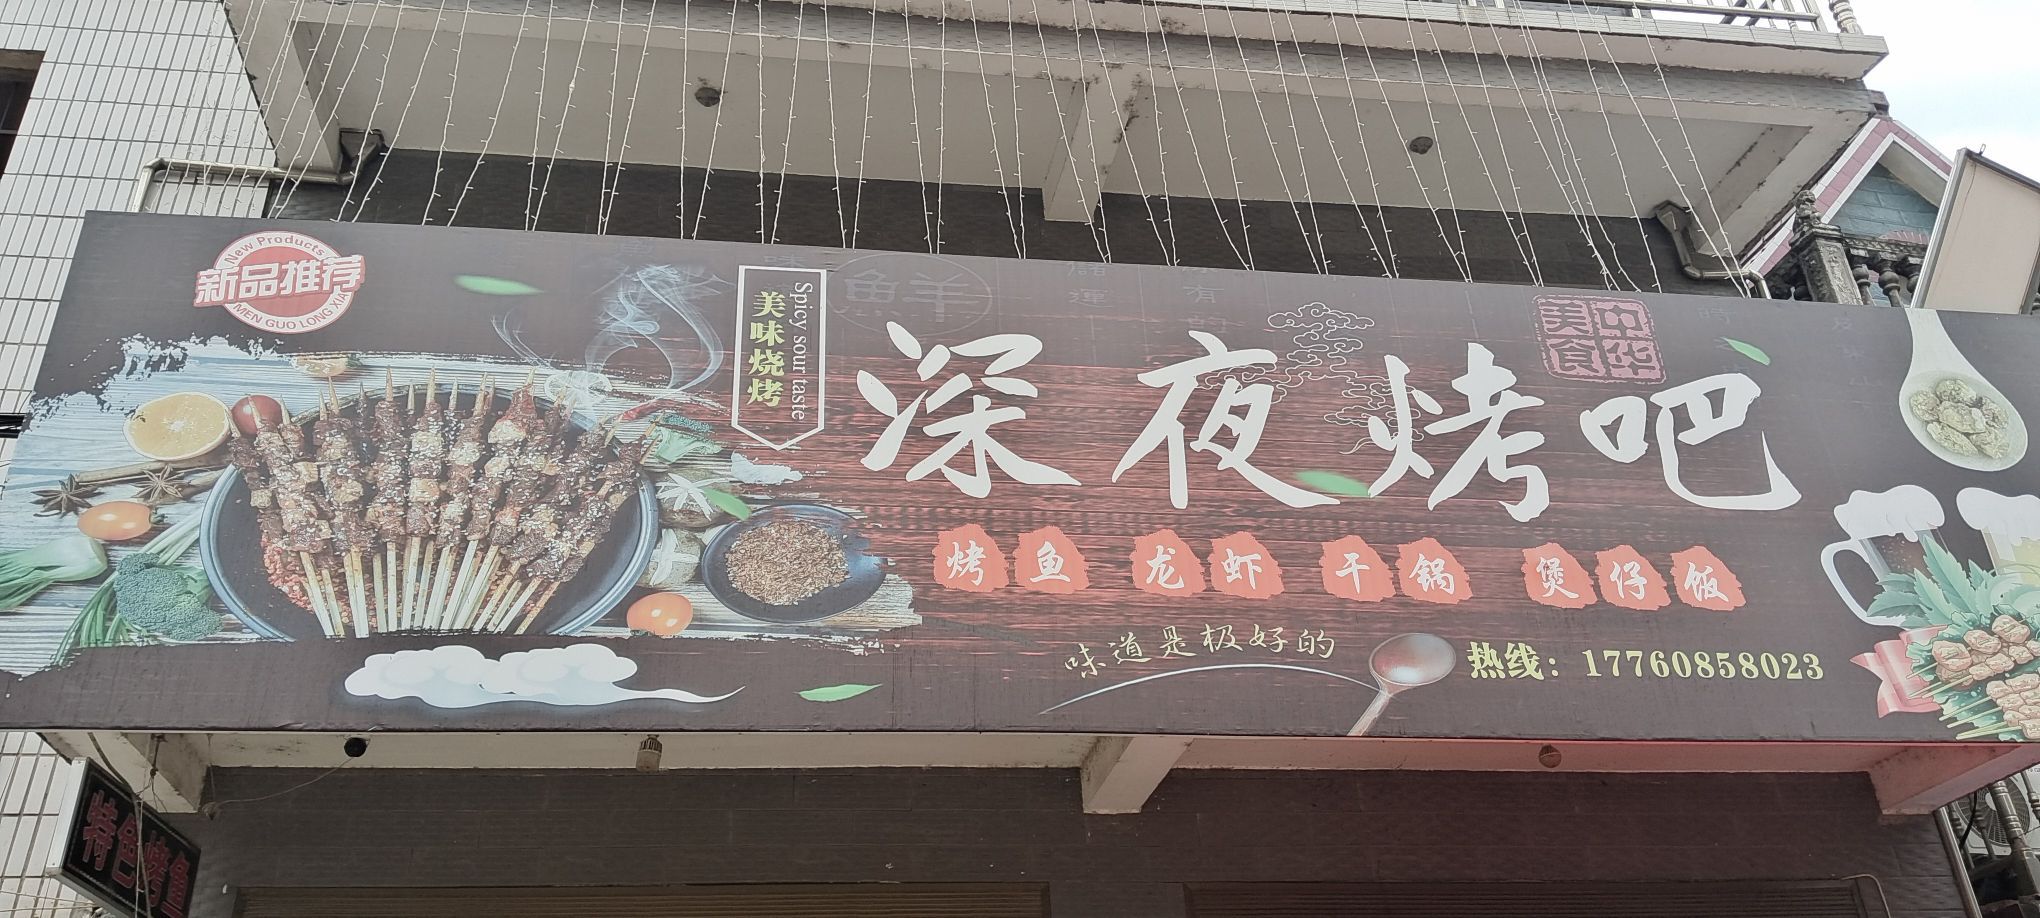 New Products
新品推荐
MEN GUO LONG XIA
美味烧烤
Spicy sour taste
鮮
中华美食
深夜烤吧
烤鱼 龙虾 干锅 煲仔饭
味道是极好的
热线：17760858023
特色烤鱼